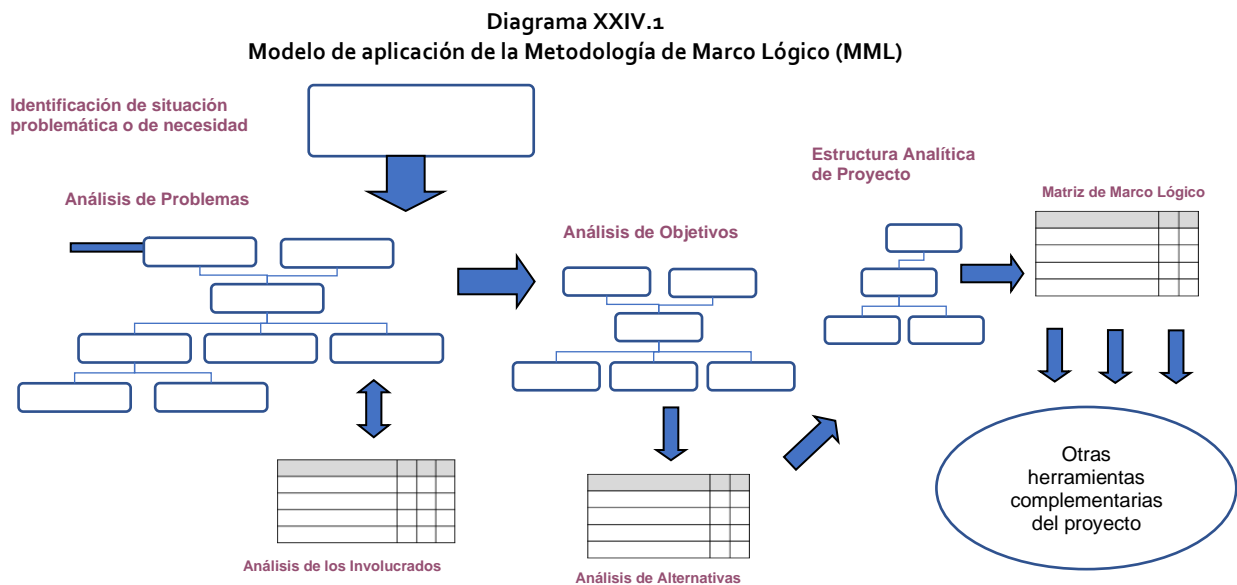 Diagrama XXIV.1
Modelo de aplicación de la Metodología de Marco Lógico (MML)
Identificación de situación
problemática o de necesidad
Estructura Analítica
de Proyecto
Matriz de Marco Lógico
Análisis de Problemas
Análisis de Objetivos
Otras
herramientas
complementarias
del proyecto
Análisis de los Involucrados
Análisis de Alternativas